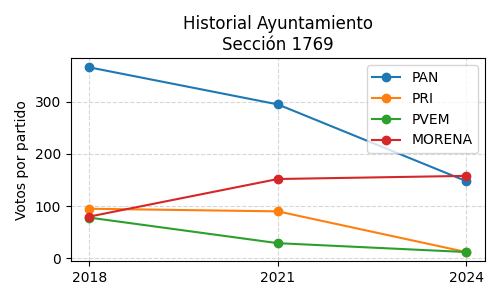 Historial Ayuntamiento
Sección 1769
Votos por partido
300
200
100
0
2018
2021
2024
PAN
PRI
PVEM
MORENA